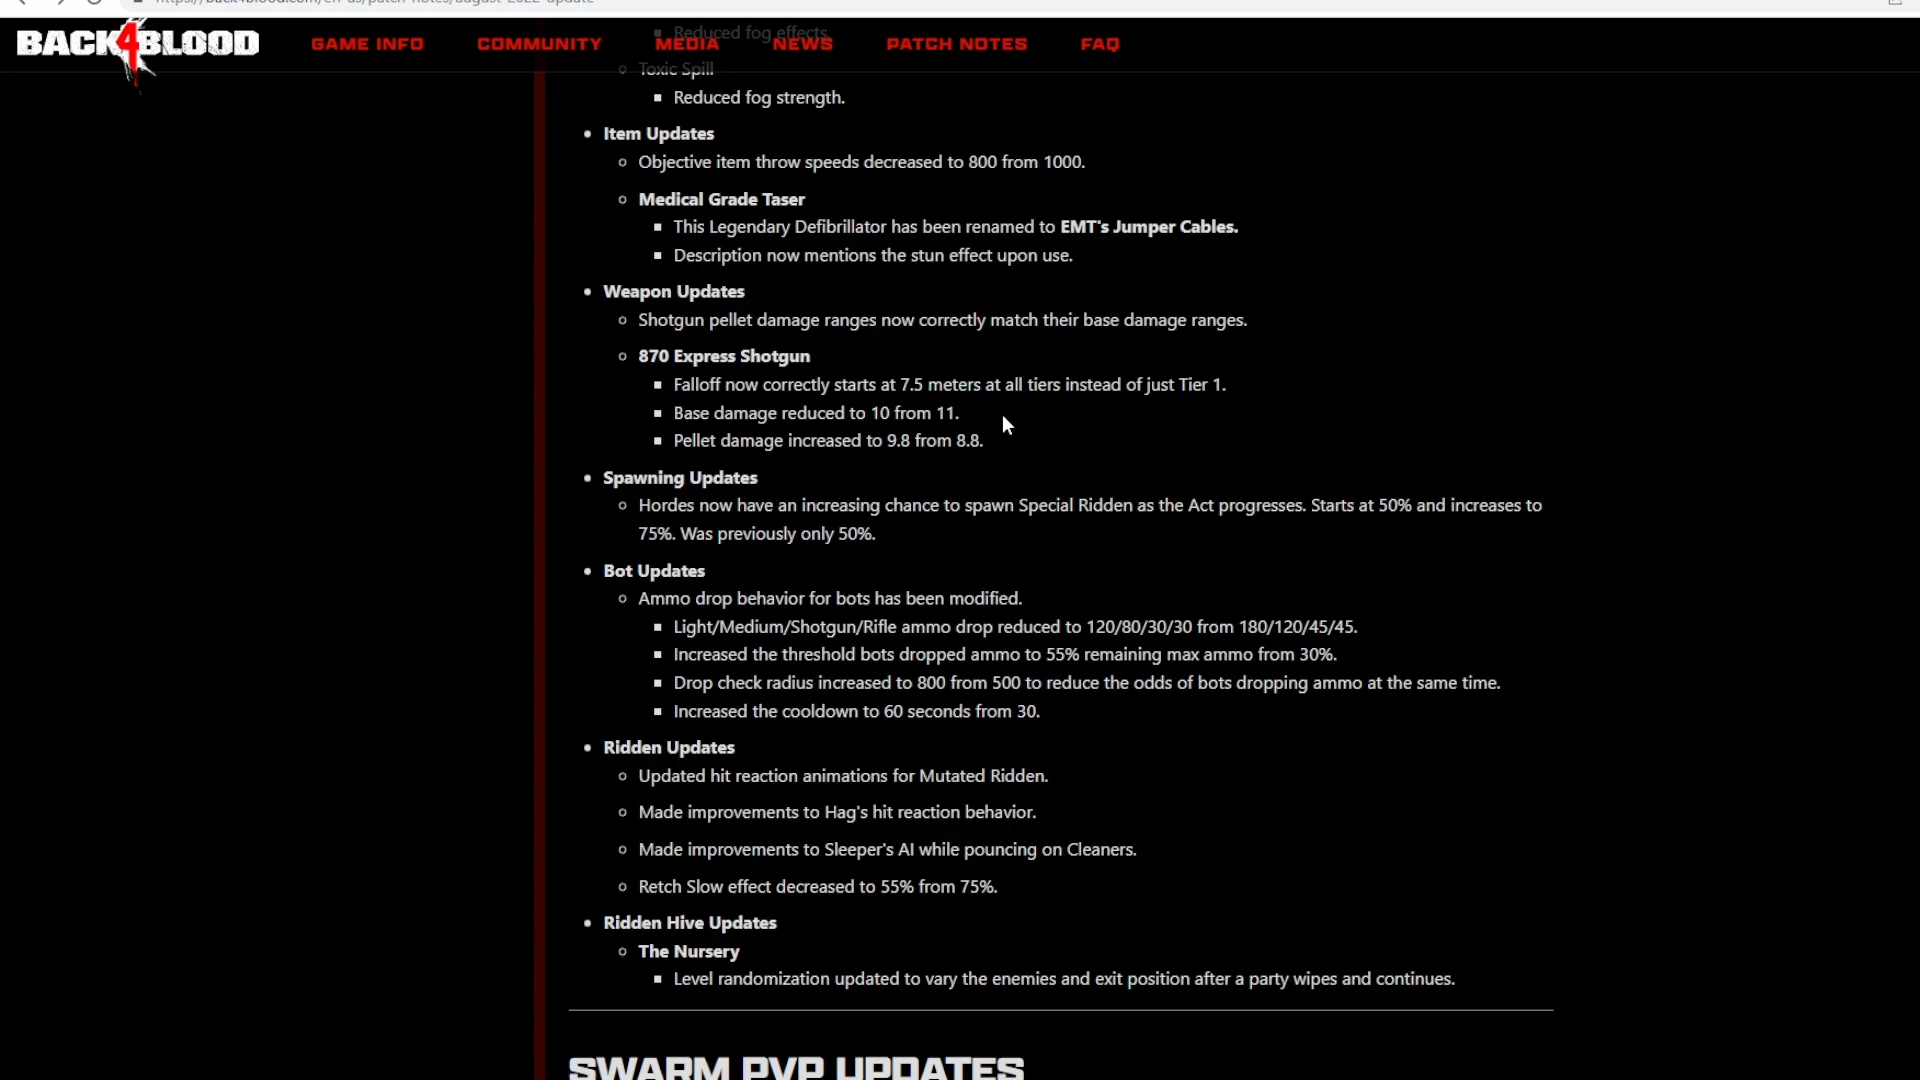 https://back4blood.com/en-us/patch-notes/august-2022-update
BACK 4 BLOOD
GAME INFO
COMMUNITY
MEDIA
NEWS
PATCH NOTES
FAQ
Reduced fog effects.
Toxic Spill
Reduced fog strength.
Item Updates
Objective item throw speeds decreased to 800 from 1000.
Medical Grade Taser
This Legendary Defibrillator has been renamed to EMT's Jumper Cables.
Description now mentions the stun effect upon use.
Weapon Updates
Shotgun pellet damage ranges now correctly match their base damage ranges.
870 Express Shotgun
Falloff now correctly starts at 7.5 meters at all tiers instead of just Tier 1.
Base damage reduced to 10 from 11.
Pellet damage increased to 9.8 from 8.8.
Spawning Updates
Hordes now have an increasing chance to spawn Special Ridden as the Act progresses. Starts at 50% and increases to
75%. Was previously only 50%.
Bot Updates
Ammo drop behavior for bots has been modified.
Light/Medium/Shotgun/Rifle ammo drop reduced to 120/80/30/30 from 180/120/45/45.
Increased the threshold bots dropped ammo to 55% remaining max ammo from 30%.
Drop check radius increased to 800 from 500 to reduce the odds of bots dropping ammo at the same time.
Increased the cooldown to 60 seconds from 30.
Ridden Updates
Updated hit reaction animations for Mutated Ridden.
Made improvements to Hag's hit reaction behavior.
Made improvements to Sleeper's AI while pouncing on Cleaners.
Retch Slow effect decreased to 55% from 75%.
Ridden Hive Updates
The Nursery
Level randomization updated to vary the enemies and exit position after a party wipes and continues.
SWARM PVP UPDATES